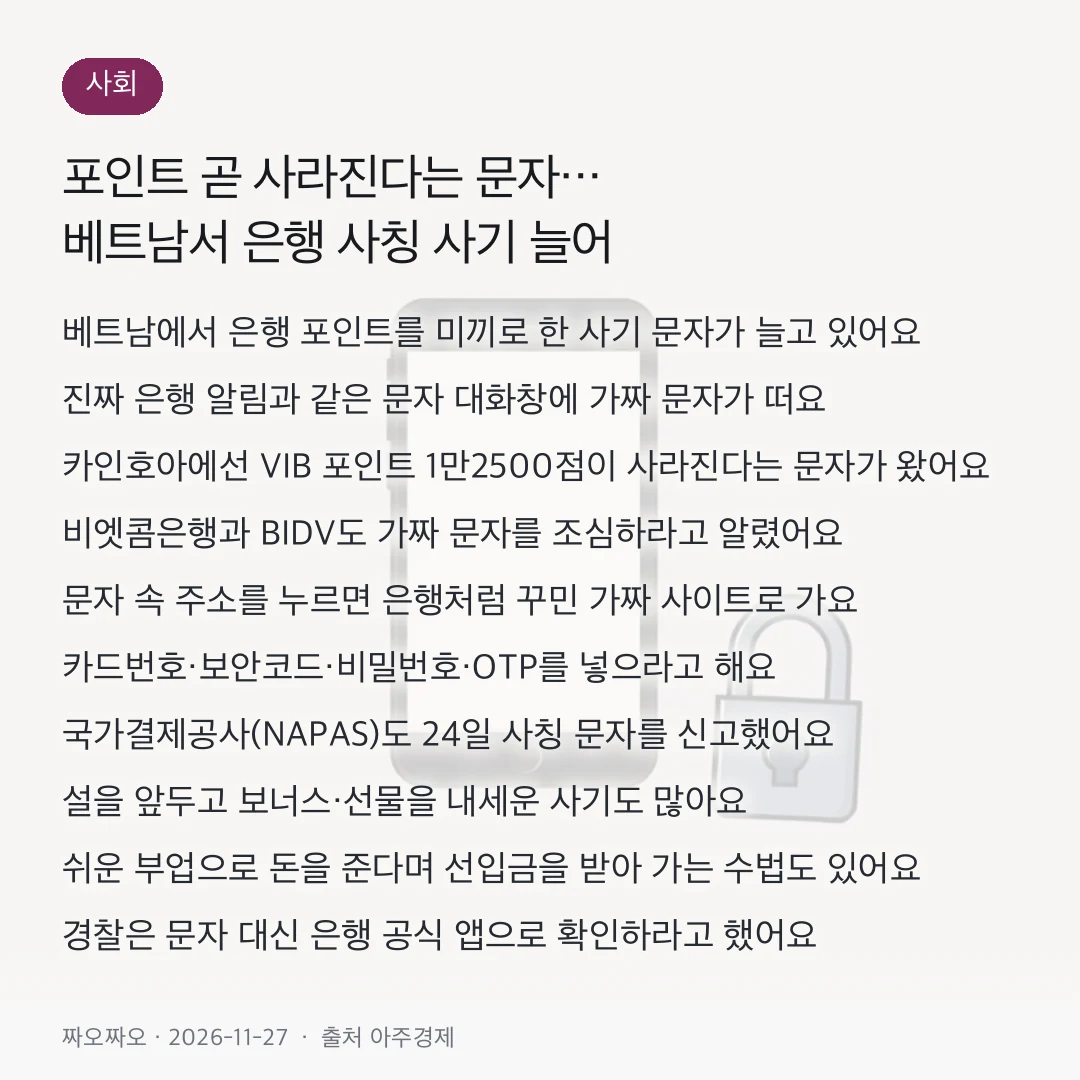 사회
포인트 곧 사라진다는 문자…
베트남서 은행 사칭 사기 늘어
베트남에서 은행 포인트를 미끼로 한 사기 문자가 늘고 있어요
진짜 은행 알림과 같은 문자 대화창에 가짜 문자가 떠요
카인호아에선 VIB 포인트 1만2500점이 사라진다는 문자가 왔어요
비엣콤은행과 BIDV도 가짜 문자를 조심하라고 알렸어요
문자 속 주소를 누르면 은행처럼 꾸민 가짜 사이트로 가요
카드번호·보안코드·비밀번호·OTP를 넣으라고 해요
국가결제공사(NAPAS)도 24일 사칭 문자를 신고했어요
설을 앞두고 보너스·선물을 내세운 사기도 많아요
쉬운 부업으로 돈을 준다며 선입금을 받아 가는 수법도 있어요
경찰은 문자 대신 은행 공식 앱으로 확인하라고 했어요
짜오짜오 · 2026-11-27 · 출처 아주경제